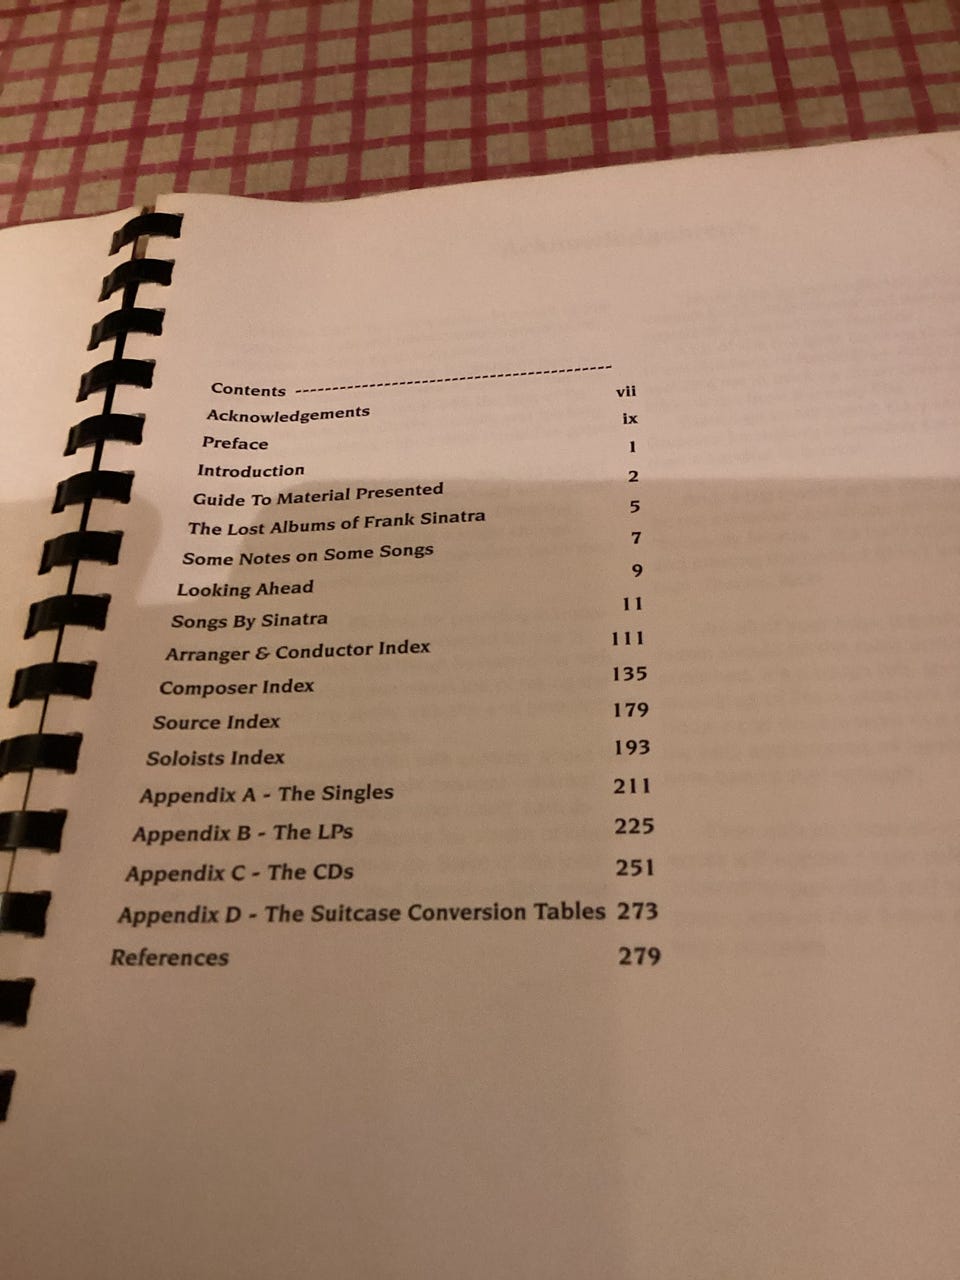 Contents ----------------------------------------
Acknowledgements vii
Preface ix
Introduction 1
Guide To Material Presented 2
The Lost Albums of Frank Sinatra 5
Some Notes on Some Songs 7
Looking Ahead 9
Songs By Sinatra 11
Arranger & Conductor Index 111
Composer Index 135
Source Index 179
Soloists Index 193
Appendix A - The Singles 211
Appendix B - The LPs 225
Appendix C - The CDs 251
Appendix D - The Suitcase Conversion Tables 273
References 279